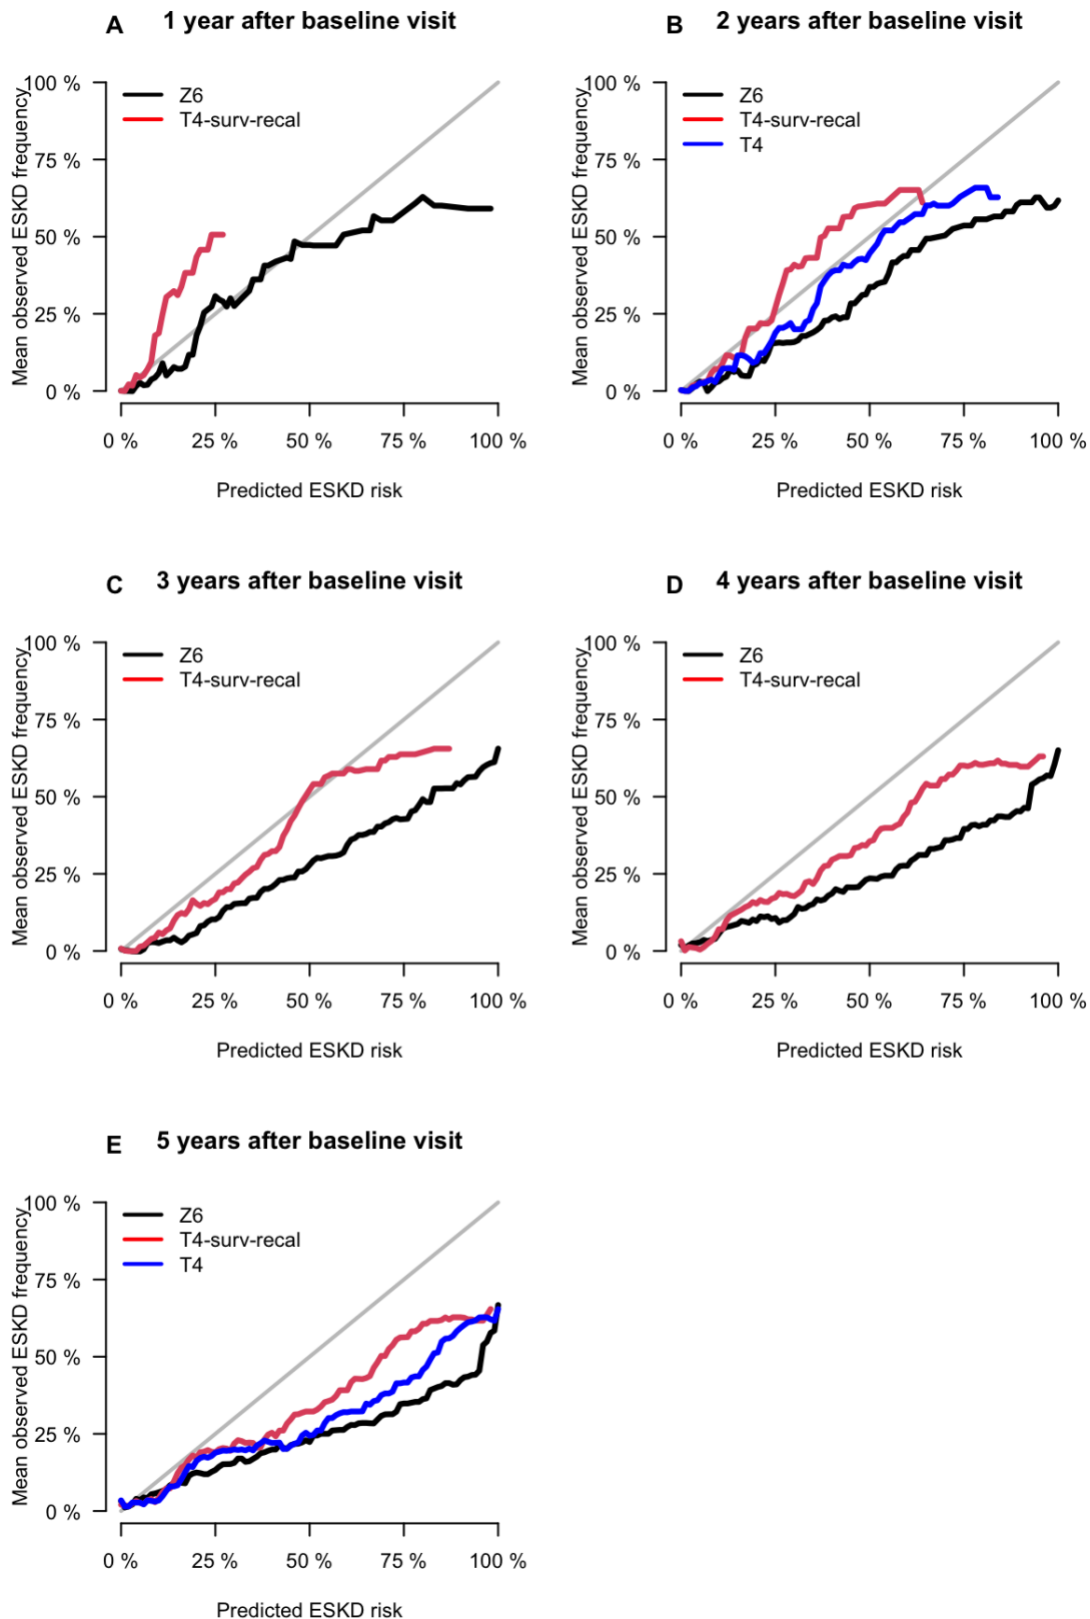 A 1 year after baseline visit
Mean observed ESKD frequency
100 %
75 %
50 %
25 %
0 %
Z6
T4-surv-recal
0 % 25 % 50 % 75 % 100 %
Predicted ESKD risk
B 2 years after baseline visit
Mean observed ESKD frequency
100 %
75 %
50 %
25 %
0 %
Z6
T4-surv-recal
T4
0 % 25 % 50 % 75 % 100 %
Predicted ESKD risk
C 3 years after baseline visit
Mean observed ESKD frequency
100 %
75 %
50 %
25 %
0 %
Z6
T4-surv-recal
0 % 25 % 50 % 75 % 100 %
Predicted ESKD risk
D 4 years after baseline visit
Mean observed ESKD frequency
100 %
75 %
50 %
25 %
0 %
Z6
T4-surv-recal
0 % 25 % 50 % 75 % 100 %
Predicted ESKD risk
E 5 years after baseline visit
Mean observed ESKD frequency
100 %
75 %
50 %
25 %
0 %
Z6
T4-surv-recal
T4
0 % 25 % 50 % 75 % 100 %
Predicted ESKD risk